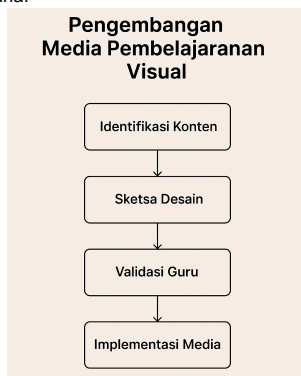 Pengembangan
Media Pembelajaranan
Visual
Identifikasi Konten
Sketsa Desain
Validasi Guru
Implementasi Media